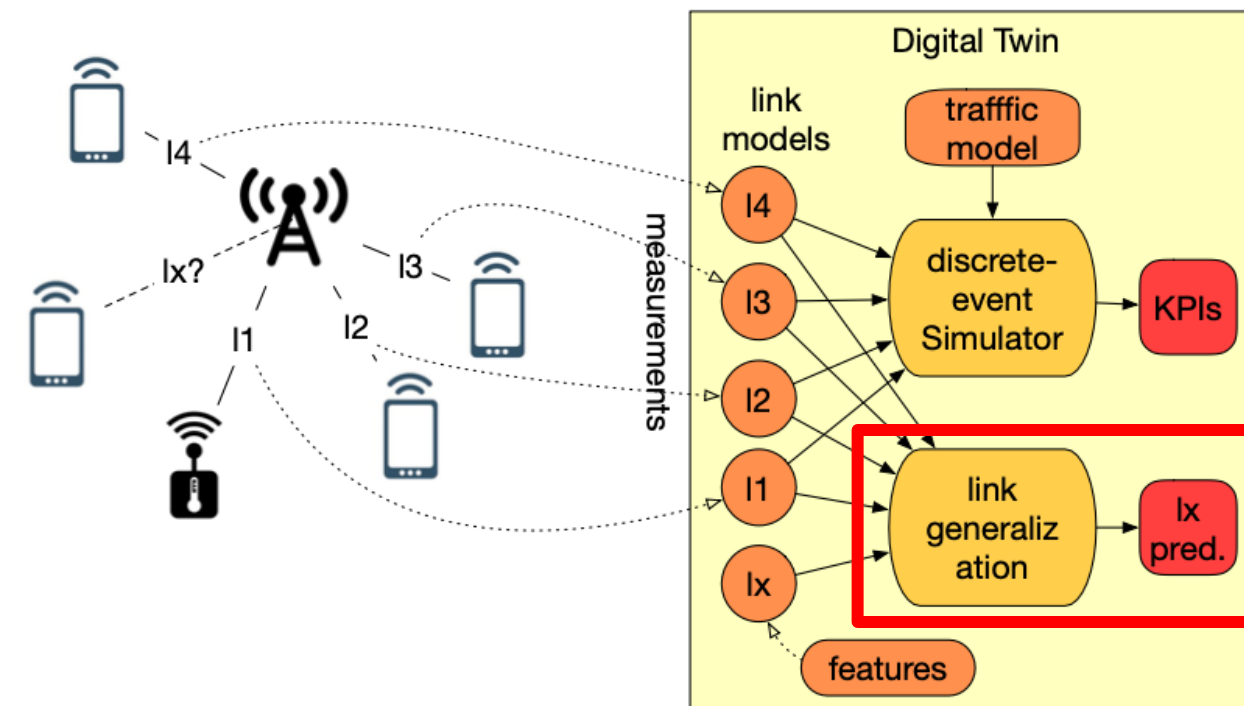 l4
lx?
l3
l2
l1
measurements
Digital Twin
link
models
trafffic
model
l4
l3
l2
l1
lx
discrete-
event
Simulator
KPIs
link
generaliz
ation
lx
pred.
features